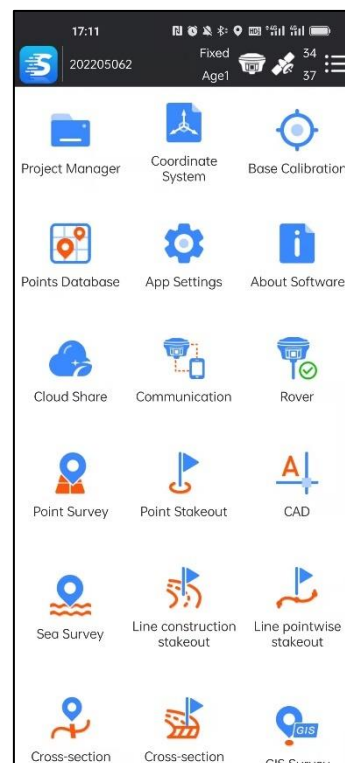 17:11
Fixed 34
202205062
Age1 37
Project Manager
Coordinate
System
Base Calibration
Points Database
App Settings
About Software
Cloud Share
Communication
Rover
Point Survey
Point Stakeout
CAD
Sea Survey
Line construction
stakeout
Line pointwise
stakeout
Cross-section
Cross-section
GIS Survey